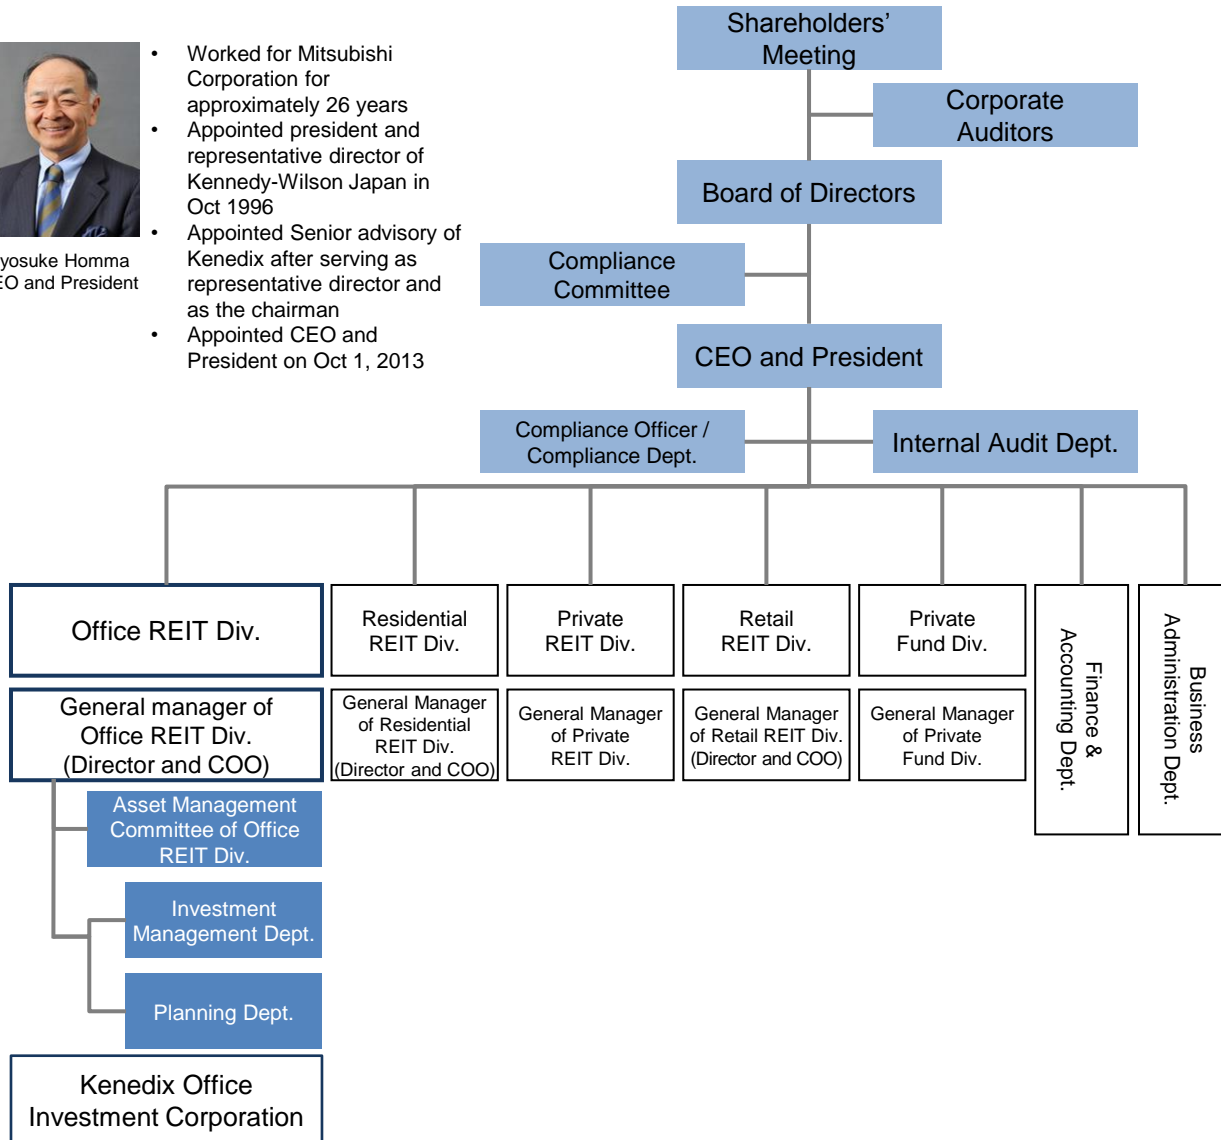 • Worked for Mitsubishi
Corporation for
approximately 26 years
• Appointed president and
representative director of
Kennedy-Wilson Japan in
Oct 1996
• Appointed Senior advisory of
Kenedix after serving as
representative director and
as the chairman
• Appointed CEO and
President on Oct 1, 2013
yosuke Homma
EO and President
Shareholders’
Meeting
Corporate
Auditors
Board of Directors
Compliance
Committee
CEO and President
Compliance Officer /
Compliance Dept.
Internal Audit Dept.
Office REIT Div.
Residential
REIT Div.
Private
REIT Div.
Retail
REIT Div.
Private
Fund Div.
Finance &
Accounting Dept.
Business
Administration Dept.
General manager of
Office REIT Div.
(Director and COO)
General Manager
of Residential
REIT Div.
(Director and COO)
General Manager
of Private
REIT Div.
General Manager
of Retail REIT Div.
(Director and COO)
General Manager
of Private
Fund Div.
Asset Management
Committee of Office
REIT Div.
Investment
Management Dept.
Planning Dept.
Kenedix Office
Investment Corporation